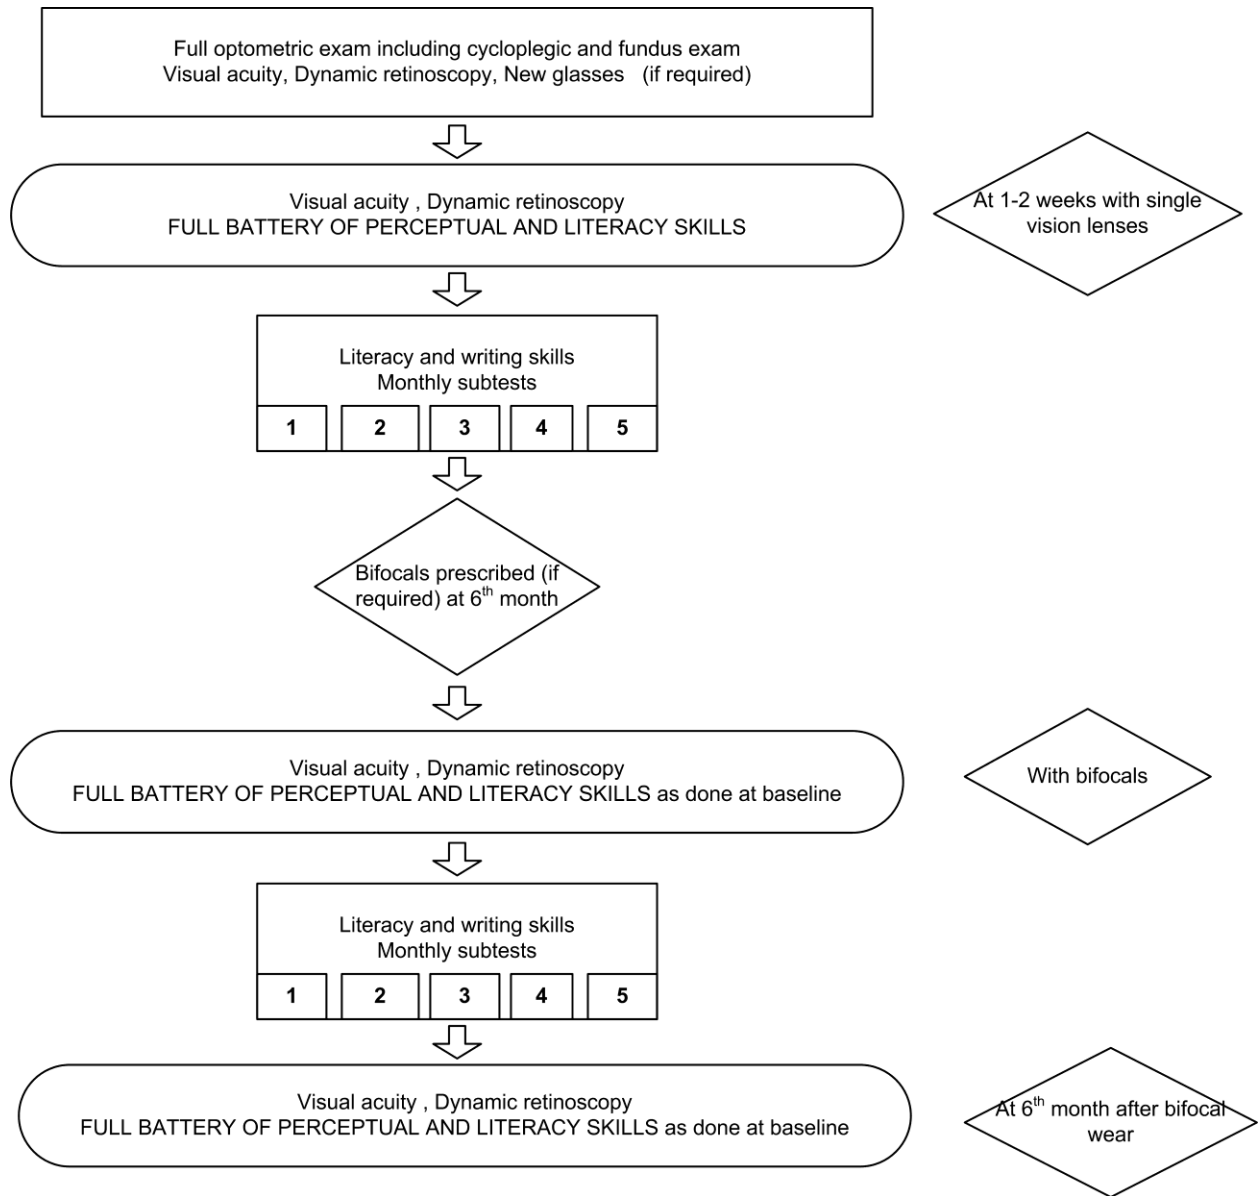 Full optometric exam including cycloplegic and fundus exam
Visual acuity, Dynamic retinoscopy, New glasses (if required)
Visual acuity , Dynamic retinoscopy
FULL BATTERY OF PERCEPTUAL AND LITERACY SKILLS
At 1-2 weeks with single
vision lenses
Literacy and writing skills
Monthly subtests
1 2 3 4 5
Bifocals prescribed (if
required) at 6th month
Visual acuity , Dynamic retinoscopy
FULL BATTERY OF PERCEPTUAL AND LITERACY SKILLS as done at baseline
With bifocals
Literacy and writing skills
Monthly subtests
1 2 3 4 5
Visual acuity , Dynamic retinoscopy
FULL BATTERY OF PERCEPTUAL AND LITERACY SKILLS as done at baseline
At 6th month after bifocal
wear